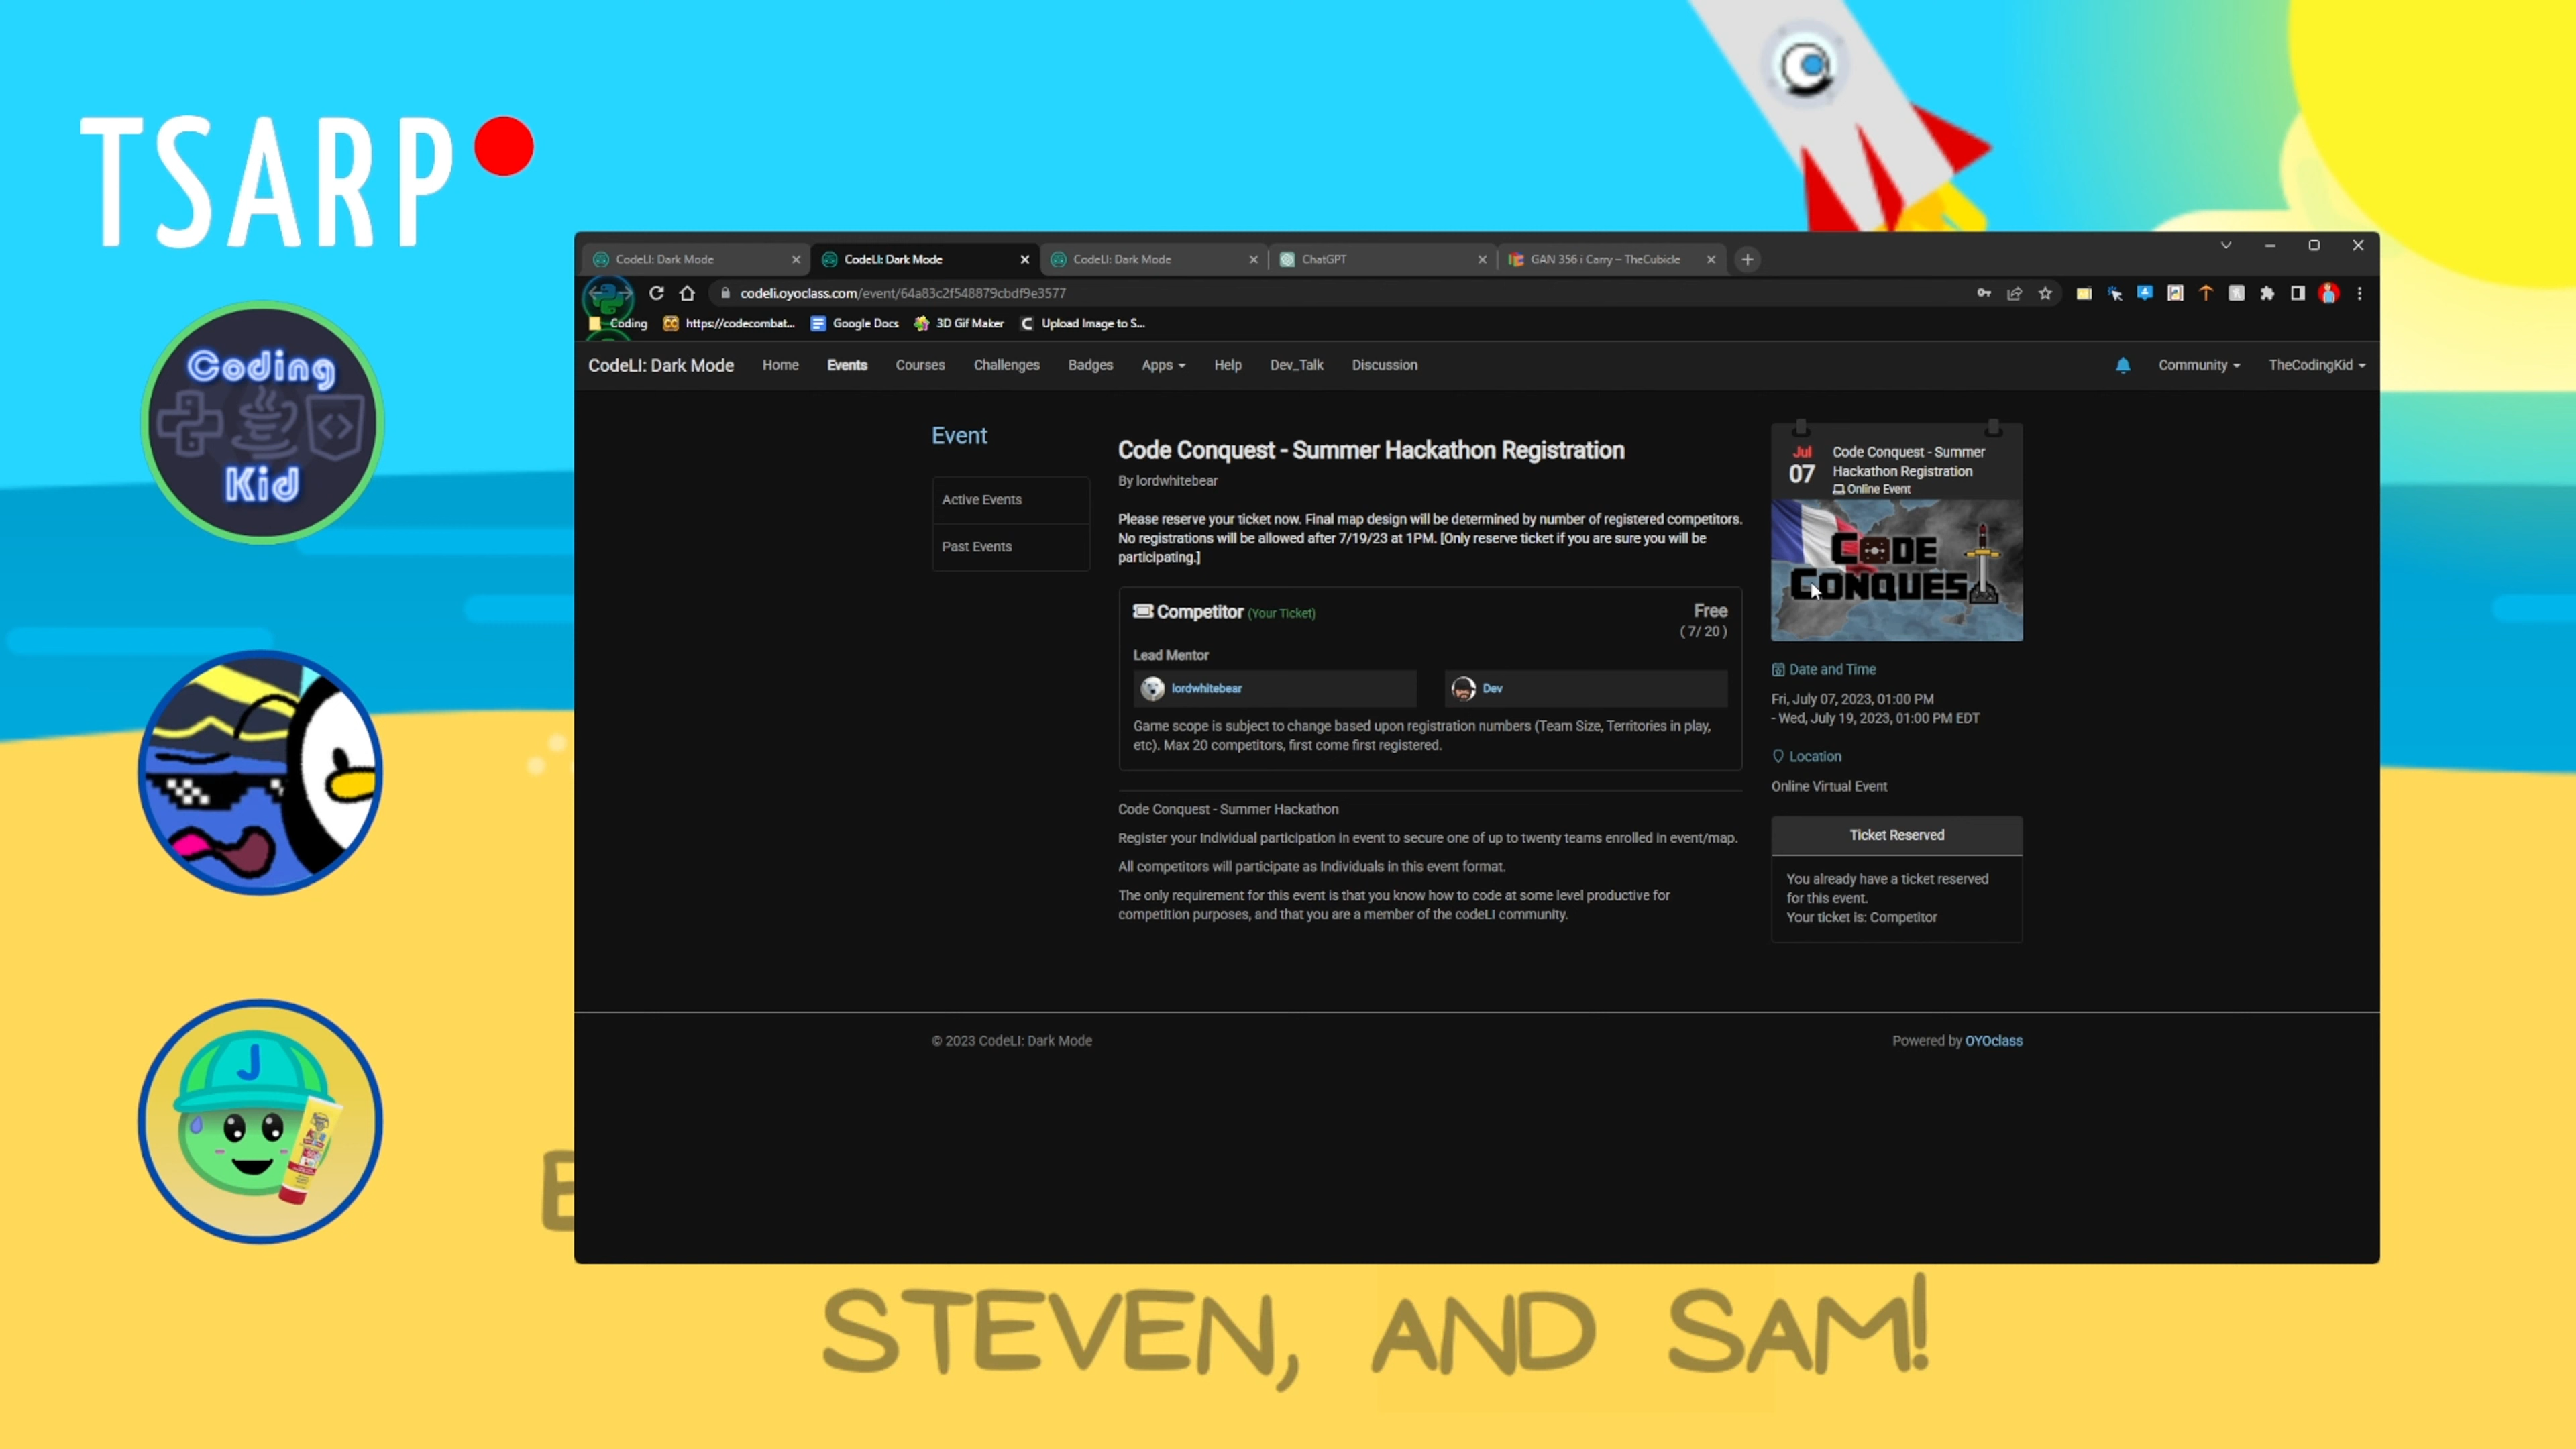 TSARP
Coding
Kid
J
CodeLI: Dark Mode
CodeLI: Dark Mode
CodeLI: Dark Mode
ChatGPT
GAN 356 i Carry – TheCubicle
codeli.oyoclass.com/event/64a83c2f548879cbdf9e3577
Coding
https://codecombat...
Google Docs
3D Gif Maker
Upload Image to S...
CodeLI: Dark Mode
Home
Events
Courses
Challenges
Badges
Apps
Help
Dev_Talk
Discussion
Community
TheCodingKid
Event
Active Events
Past Events
Code Conquest - Summer Hackathon Registration
By lordwhitebear
Please reserve your ticket now. Final map design will be determined by number of registered competitors.
No registrations will be allowed after 7/19/23 at 1PM. [Only reserve ticket if you are sure you will be
participating.]
Competitor (Your Ticket)
Free
( 7/ 20 )
Lead Mentor
lordwhitebear
Dev
Game scope is subject to change based upon registration numbers (Team Size, Territories in play,
etc). Max 20 competitors, first come first registered.
Code Conquest - Summer Hackathon
Register your Individual participation in event to secure one of up to twenty teams enrolled in event/map.
All competitors will participate as Individuals in this event format.
The only requirement for this event is that you know how to code at some level productive for
competition purposes, and that you are a member of the codeLI community.
Jul
07
Code Conquest - Summer
Hackathon Registration
Online Event
CODE
CONQUEST
Date and Time
Fri, July 07, 2023, 01:00 PM
- Wed, July 19, 2023, 01:00 PM EDT
Location
Online Virtual Event
Ticket Reserved
You already have a ticket reserved
for this event.
Your ticket is: Competitor
© 2023 CodeLI: Dark Mode
Powered by OYOclass
STEVEN, AND SAM!